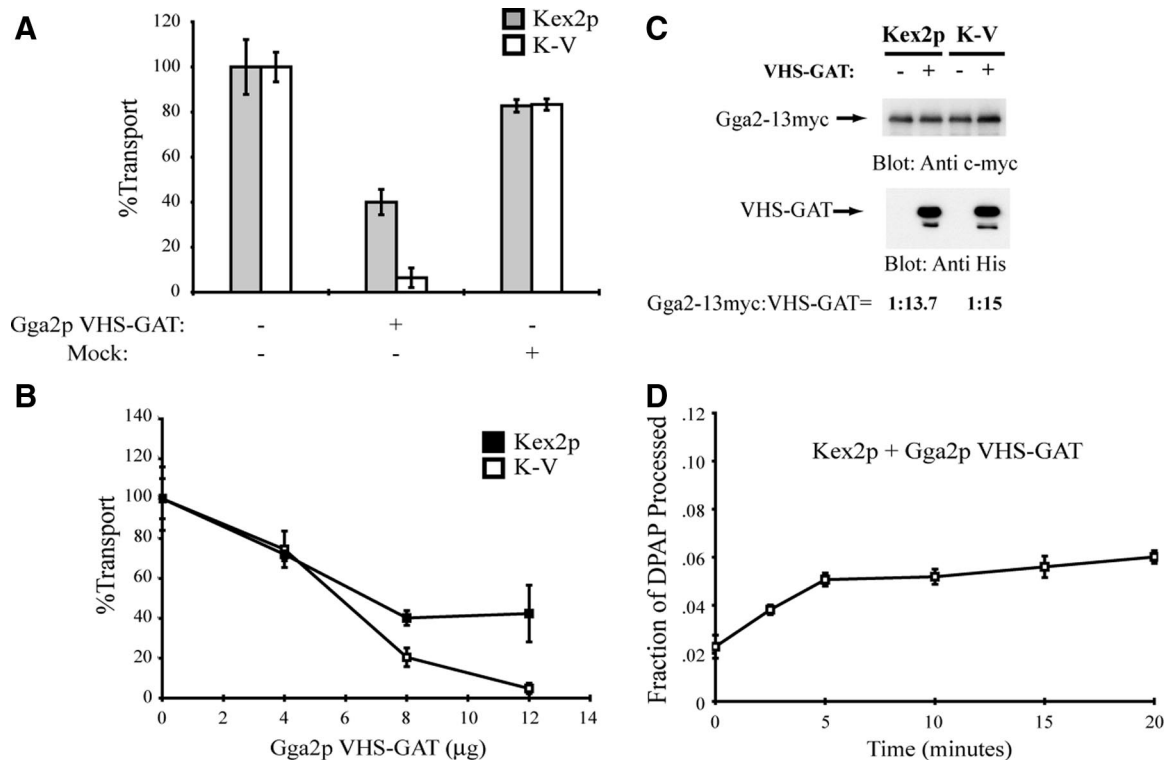 A
120
100
80
60
40
20
0
%Transport
Kex2p
K-V
Gga2p VHS-GAT: - + -
Mock: - - +
B
140
120
100
80
60
40
20
0
%Transport
Kex2p
K-V
0 2 4 6 8 10 12 14
Gga2p VHS-GAT (µg)
C
Kex2p K-V
VHS-GAT: - + - +
Gga2-13myc
Blot: Anti c-myc
VHS-GAT
Blot: Anti His
Gga2-13myc:VHS-GAT= 1:13.7 1:15
D
.12
.10
.08
.06
.04
.02
0
Fraction of DPAP Processed
Kex2p + Gga2p VHS-GAT
0 5 10 15 20
Time (minutes)